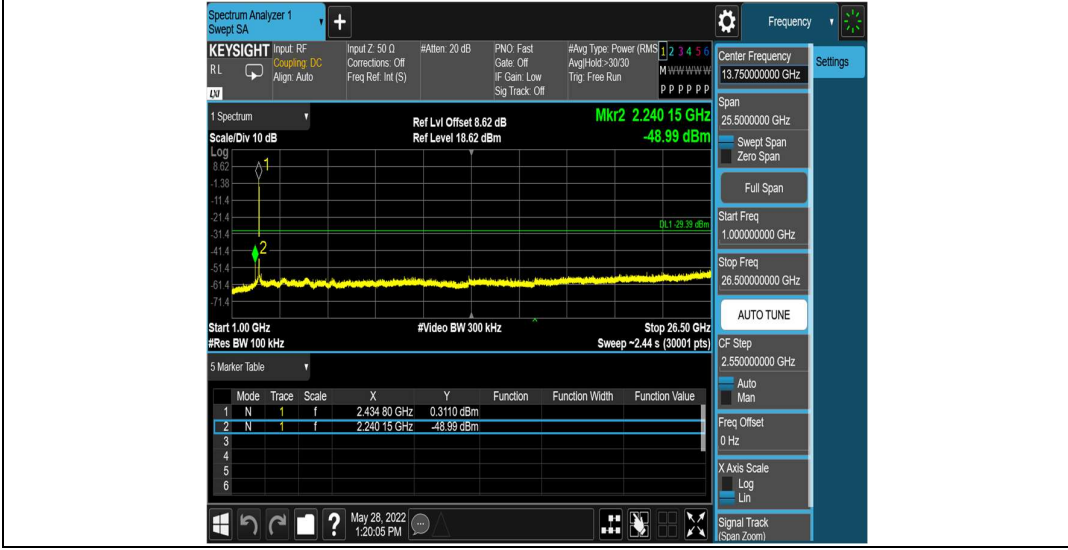 Spectrum Analyzer 1
Swept SA
+
Frequency
KEYSIGHT
RL
LXI
Input: RF
Coupling: DC
Align: Auto
Input Z: 50 Ω
Corrections: Off
Freq Ref: Int (S)
#Atten: 20 dB
PNO: Fast
Gate: Off
IF Gain: Low
Sig Track: Off
#Avg Type: Power (RMS
Avg|Hold:>30/30
Trig: Free Run
1 2 3 4 5 6
M W W W W W
P P P P P P
1 Spectrum
Scale/Div 10 dB
Ref Lvl Offset 8.62 dB
Ref Level 18.62 dBm
Mkr2 2.240 15 GHz
-48.99 dBm
Log
8.62
-1.38
-11.4
-21.4
-31.4
-41.4
-51.4
-61.4
-71.4
1
2
DL1 -29.39 dBm
Start 1.00 GHz
#Res BW 100 kHz
#Video BW 300 kHz
Stop 26.50 GHz
Sweep ~2.44 s (30001 pts)
5 Marker Table
Mode Trace Scale X Y Function Function Width Function Value
1 N 1 f 2.434 80 GHz 0.3110 dBm
2 N 1 f 2.240 15 GHz -48.99 dBm
3
4
5
6
?
May 28, 2022
1:20:05 PM
Center Frequency
13.750000000 GHz
Settings
Span
25.5000000 GHz
Swept Span
Zero Span
Full Span
Start Freq
1.000000000 GHz
Stop Freq
26.500000000 GHz
AUTO TUNE
CF Step
2.550000000 GHz
Auto
Man
Freq Offset
0 Hz
X Axis Scale
Log
Lin
Signal Track
(Span Zoom)